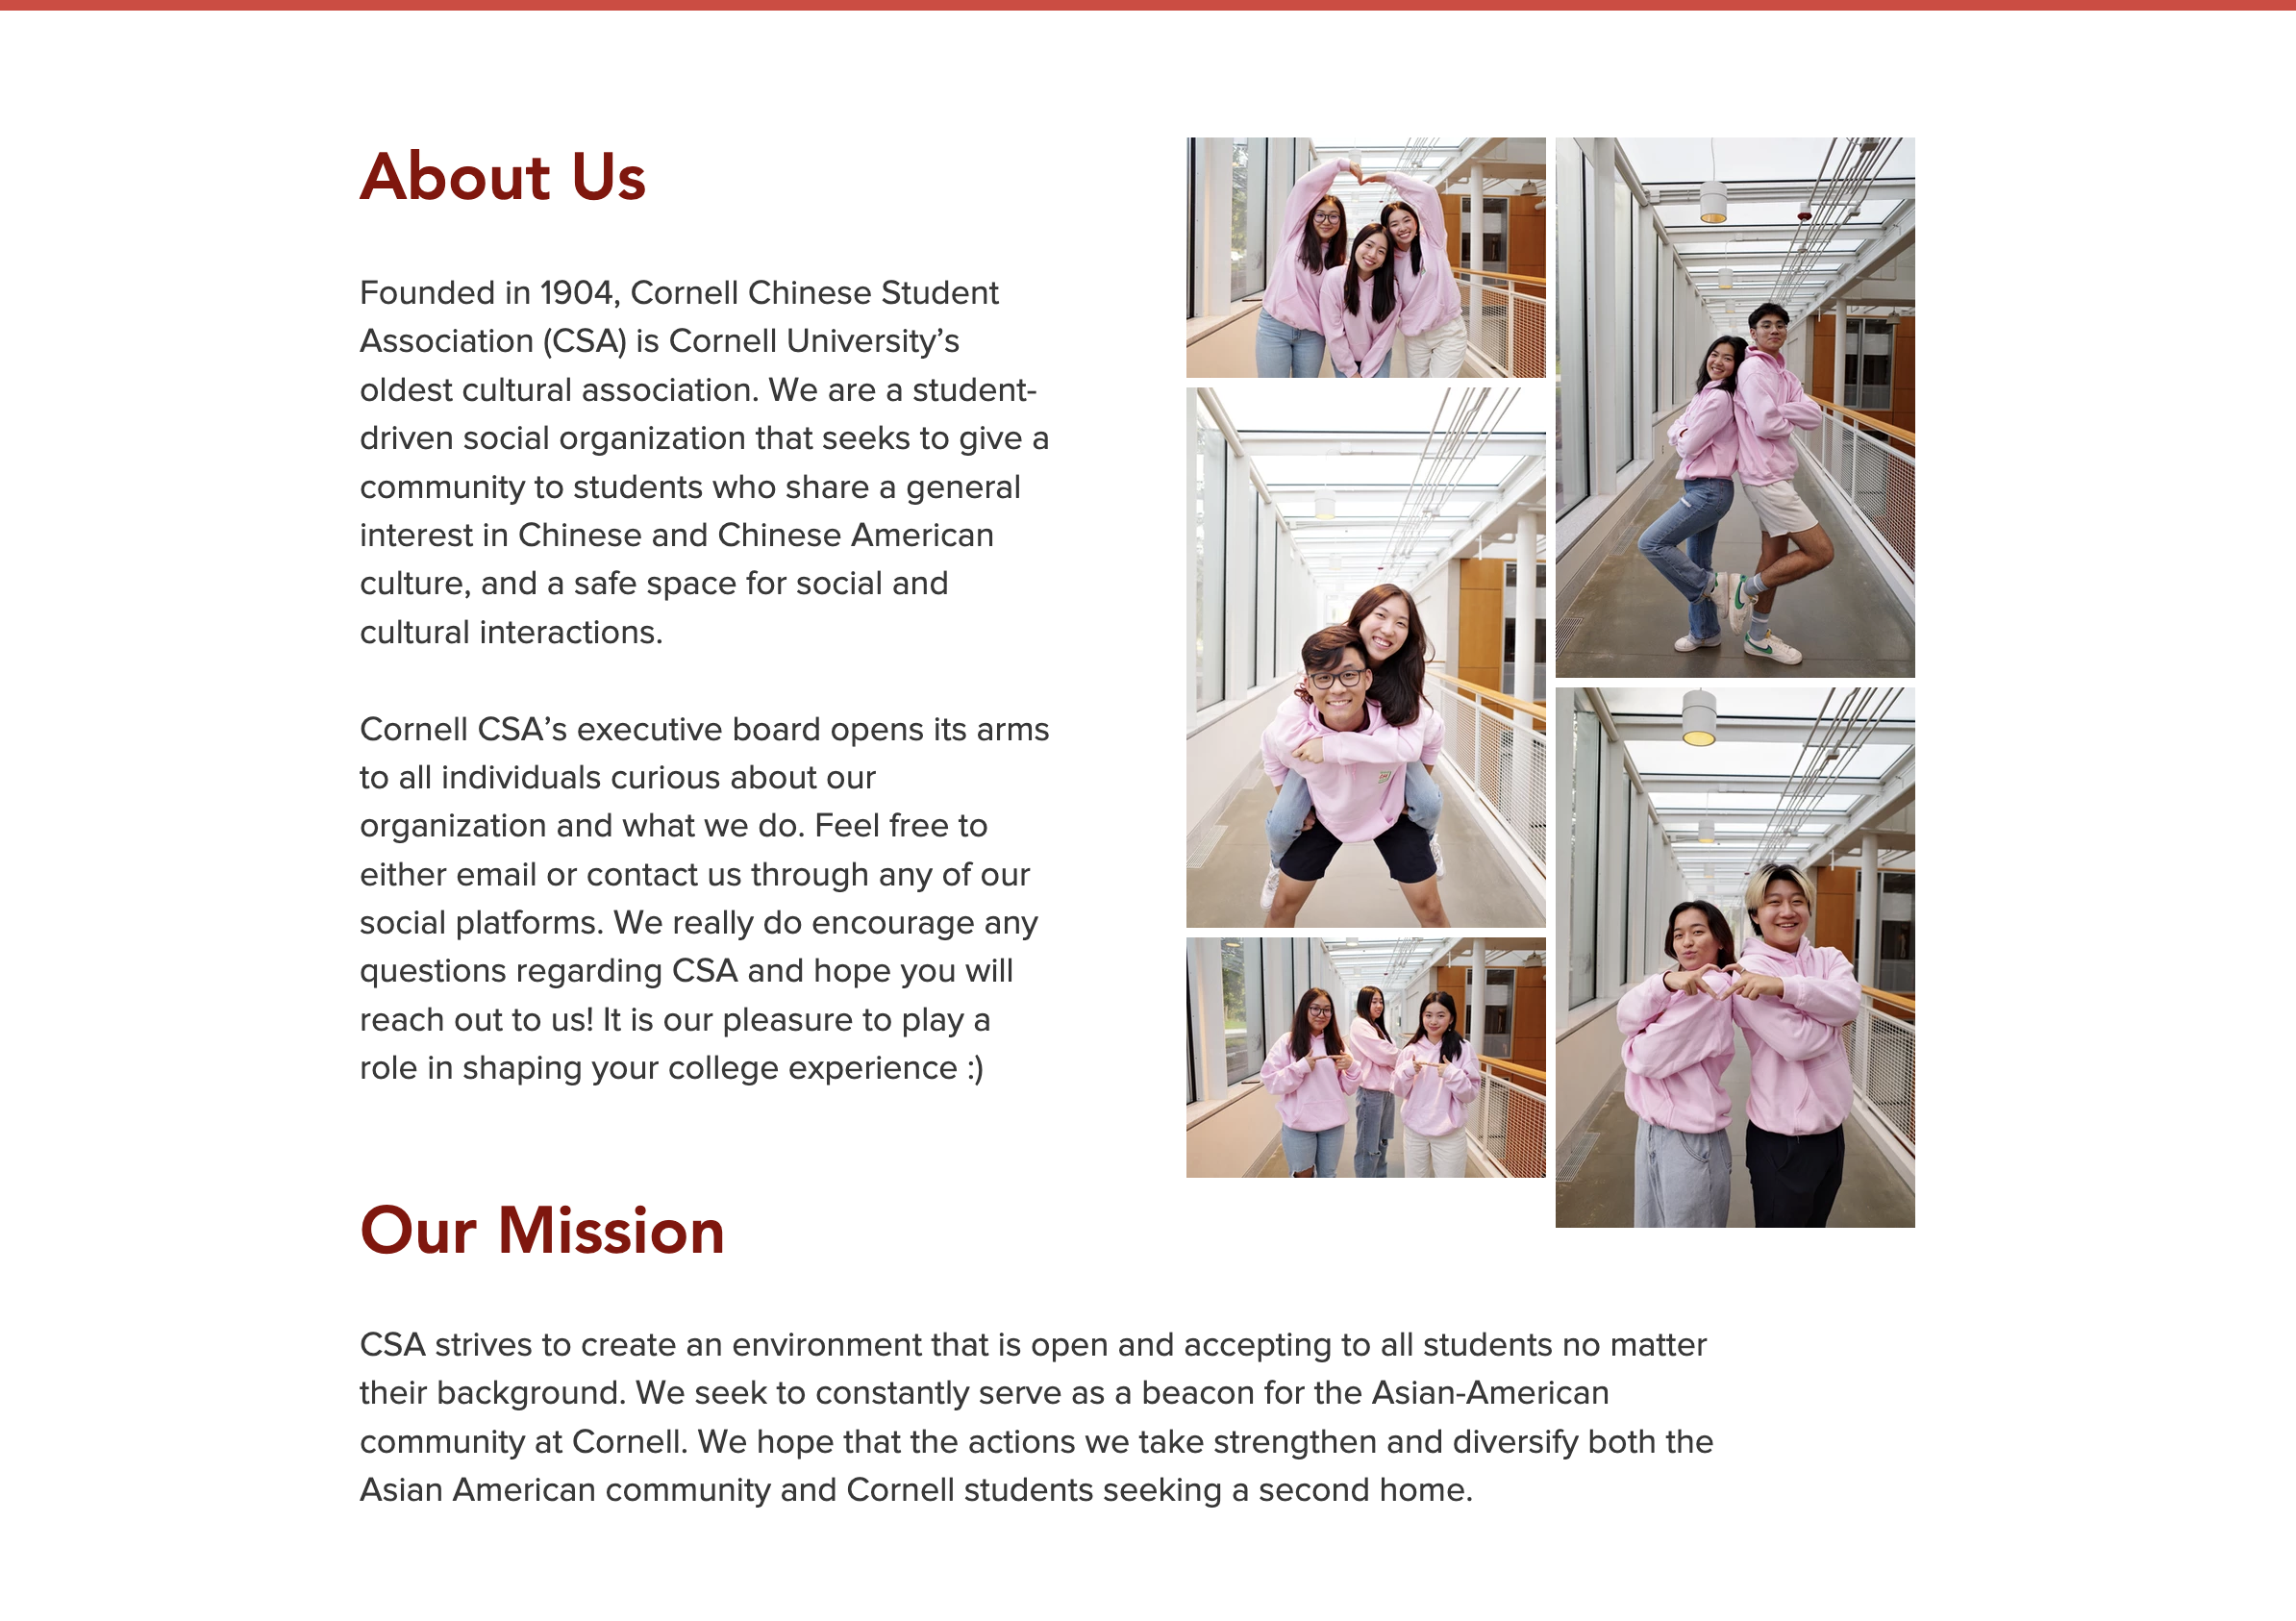 About Us
Founded in 1904, Cornell Chinese Student
Association (CSA) is Cornell University’s
oldest cultural association. We are a student-
driven social organization that seeks to give a
community to students who share a general
interest in Chinese and Chinese American
culture, and a safe space for social and
cultural interactions.
Cornell CSA’s executive board opens its arms
to all individuals curious about our
organization and what we do. Feel free to
either email or contact us through any of our
social platforms. We really do encourage any
questions regarding CSA and hope you will
reach out to us! It is our pleasure to play a
role in shaping your college experience :)
Our Mission
CSA strives to create an environment that is open and accepting to all students no matter
their background. We seek to constantly serve as a beacon for the Asian-American
community at Cornell. We hope that the actions we take strengthen and diversify both the
Asian American community and Cornell students seeking a second home.